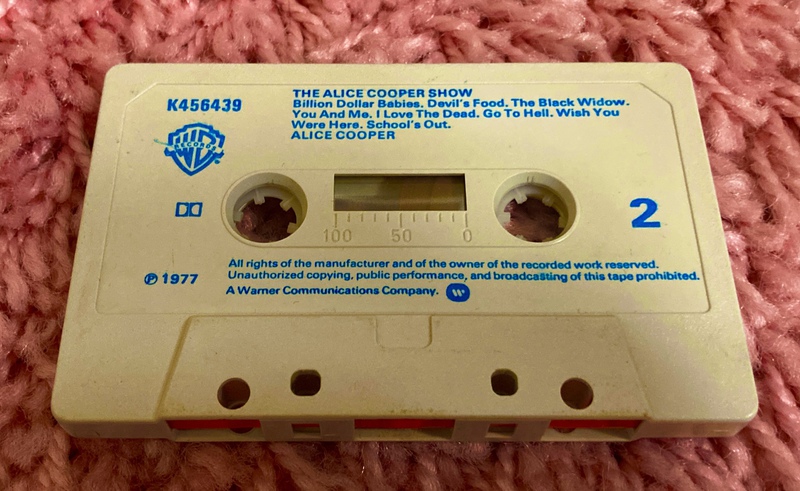 K456439
THE ALICE COOPER SHOW
Billion Dollar Babies. Devil's Food. The Black Widow.
You And Me. I Love The Dead. Go To Hell. Wish You
Were Here. School's Out.
ALICE COOPER
WB
RECORDS
2
100 50 0
℗ 1977
All rights of the manufacturer and of the owner of the recorded work reserved.
Unauthorized copying, public performance, and broadcasting of this tape prohibited.
A Warner Communications Company.